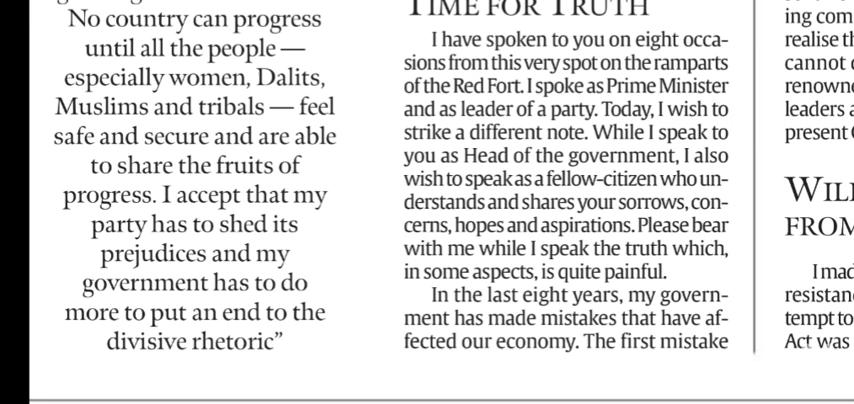 No country can progress
until all the people —
especially women, Dalits,
Muslims and tribals — feel
safe and secure and are able
to share the fruits of
progress. I accept that my
party has to shed its
prejudices and my
government has to do
more to put an end to the
divisive rhetoric”
TIME FOR TRUTH
I have spoken to you on eight occa-
sions from this very spot on the ramparts
of the Red Fort. I spoke as Prime Minister
and as leader of a party. Today, I wish to
strike a different note. While I speak to
you as Head of the government, I also
wish to speak as a fellow-citizen who un-
derstands and shares your sorrows, con-
cerns, hopes and aspirations. Please bear
with me while I speak the truth which,
in some aspects, is quite painful.
In the last eight years, my govern-
ment has made mistakes that have af-
fected our economy. The first mistake
ing com
realise th
cannot
renown
leaders a
present
WILL
FROM
I mad
resistan
tempt to
Act was